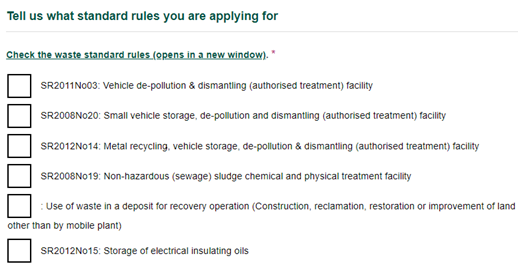 Tell us what standard rules you are applying for
Check the waste standard rules (opens in a new window). *
SR2011No03: Vehicle de-pollution & dismantling (authorised treatment) facility
SR2008No20: Small vehicle storage, de-pollution and dismantling (authorised treatment) facility
SR2012No14: Metal recycling, vehicle storage, de-pollution & dismantling (authorised treatment) facility
SR2008No19: Non-hazardous (sewage) sludge chemical and physical treatment facility
: Use of waste in a deposit for recovery operation (Construction, reclamation, restoration or improvement of land
other than by mobile plant)
SR2012No15: Storage of electrical insulating oils